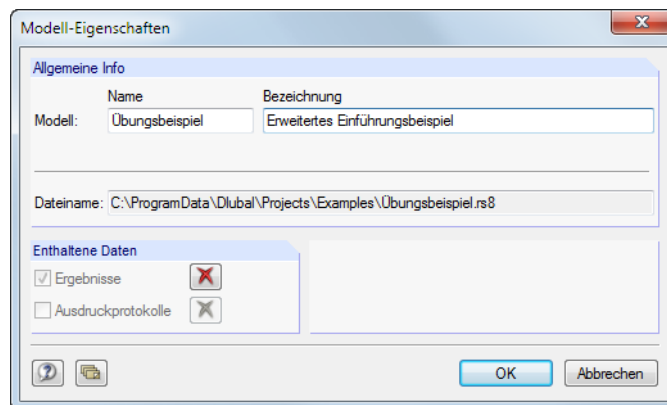 Modell-Eigenschaften
Allgemeine Info
Name Bezeichnung
Modell: Übungsbeispiel Erweitertes Einführungsbeispiel
Dateiname: C:\ProgramData\Dlubal\Projects\Examples\Übungsbeispiel.rs8
Enthaltene Daten
Ergebnisse
Ausdruckprotokolle
OK Abbrechen